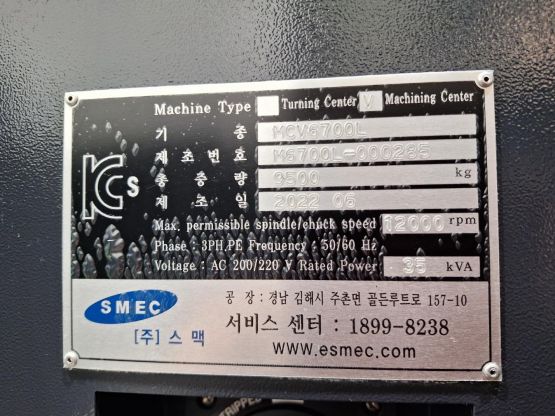 Machine Type Turning Center V Machining Center
기 종 MCV6700L
제 조 번 호 M6700L-000285
총 중 량 9500 kg
제 조 일 2022 06
Max. permissible spindle/chuck speed 12000 rpm
Phase : 3PH,PE Frequency : 50/60 Hz
Voltage : AC 200/220 V Rated Power : 35 kVA
KCs
SMEC
[주] 스 맥
공 장 : 경남 김해시 주촌면 골든루트로 157-10
서비스 센터 : 1899-8238
www.esmec.com
TRIPPED